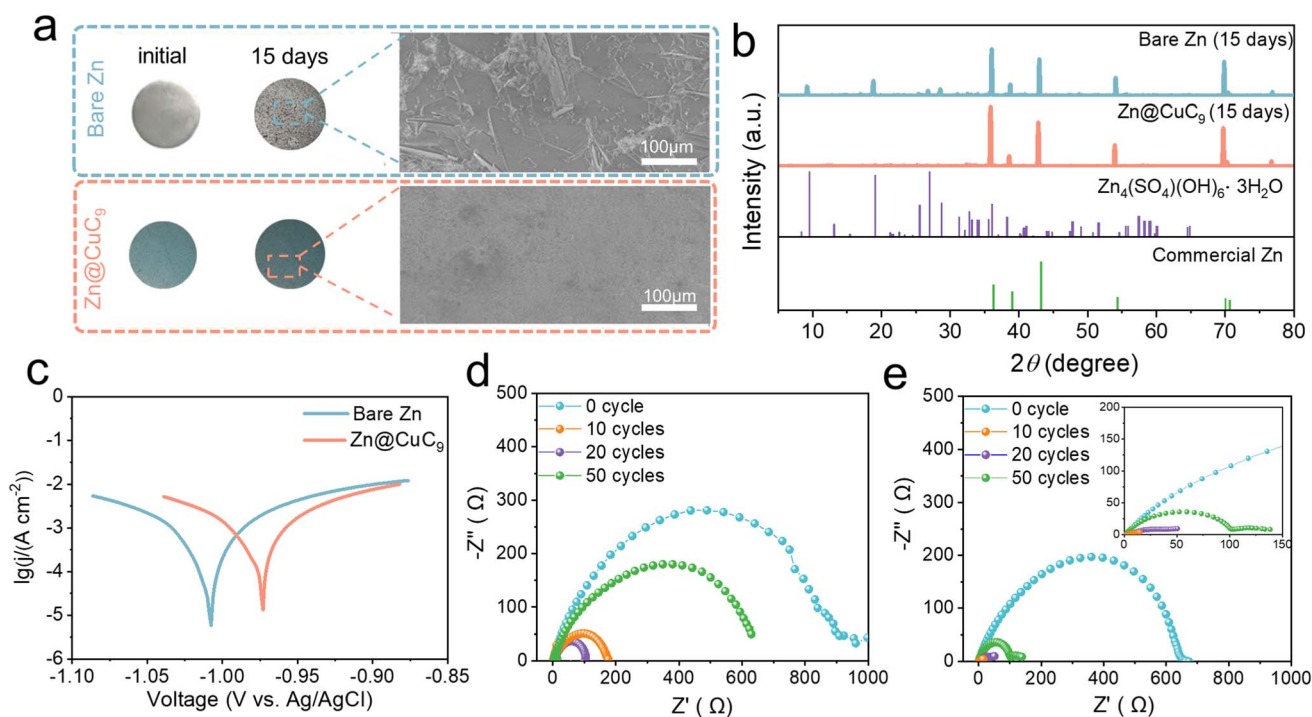 a
initial
15 days
Bare Zn
100μm
Zn@CuC₉
100μm
b
Bare Zn (15 days)
Zn@CuC₉ (15 days)
Zn₄(SO₄)(OH)₆· 3H₂O
Commercial Zn
Intensity (a.u.)
10 20 30 40 50 60 70 80
2θ (degree)
c
Bare Zn
Zn@CuC₉
lg(j/(A cm⁻²))
0
-1
-2
-3
-4
-5
-6
-1.10 -1.05 -1.00 -0.95 -0.90 -0.85
Voltage (V vs. Ag/AgCl)
d
0 cycle
10 cycles
20 cycles
50 cycles
-Z" ( Ω)
500
400
300
200
100
0
0 200 400 600 800 1000
Z' ( Ω)
e
0 cycle
10 cycles
20 cycles
50 cycles
-Z" ( Ω)
500
400
300
200
100
0
0 200 400 600 800 1000
Z' ( Ω)
200
150
100
50
0
0 50 100 150